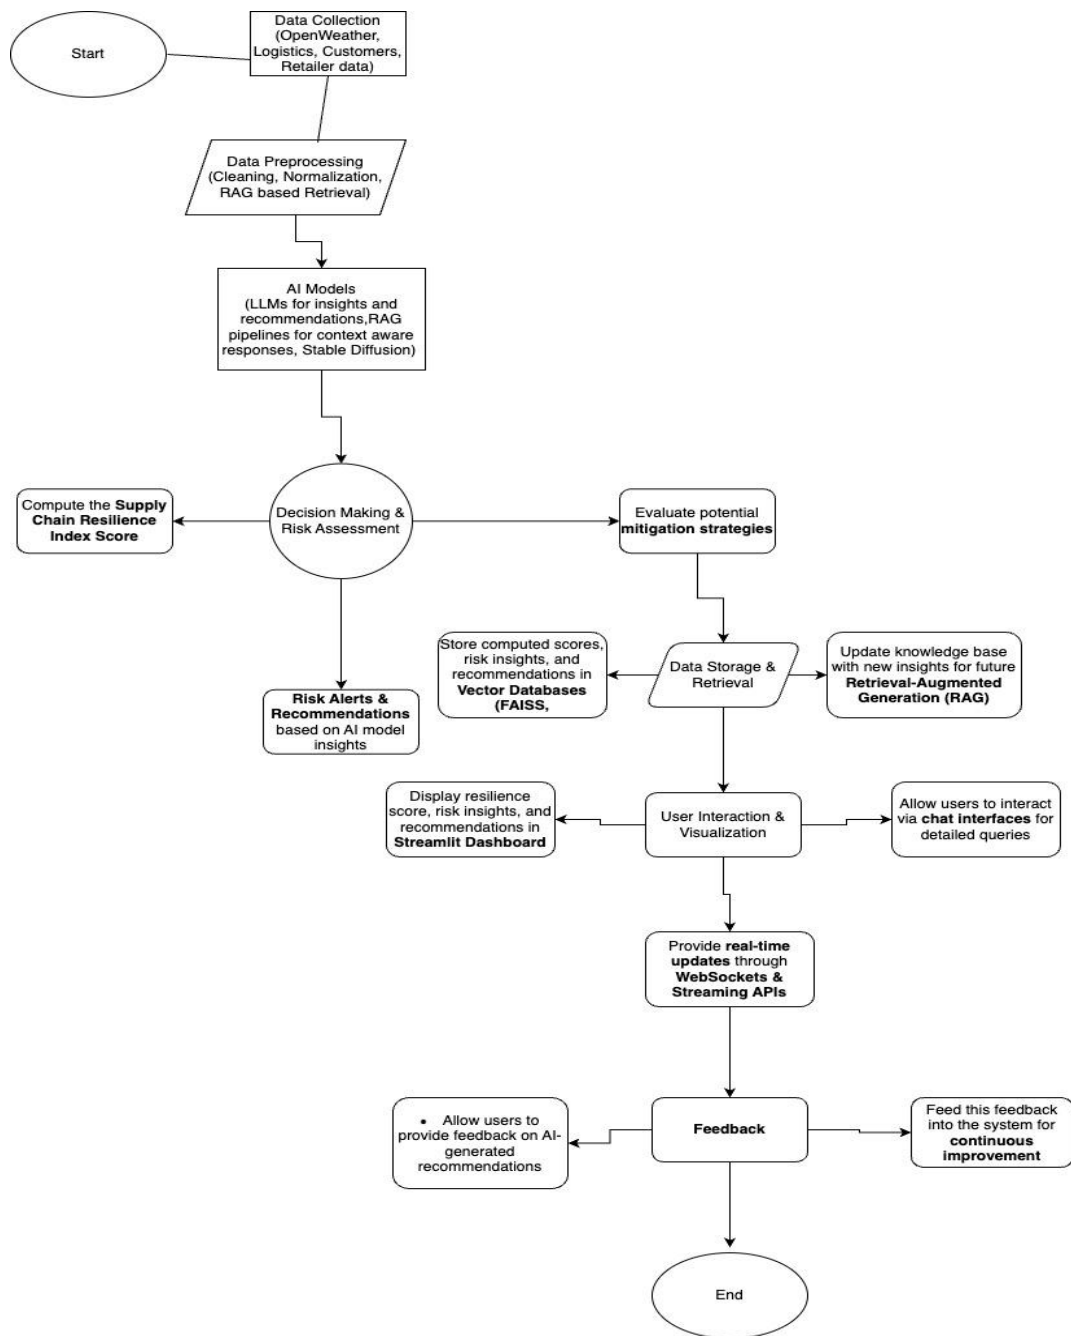 Start
Data Collection
(OpenWeather,
Logistics, Customers,
Retailer data)
Data Preprocessing
(Cleaning, Normalization,
RAG based Retrieval)
AI Models
(LLMs for insights and
recommendations,RAG
pipelines for context aware
responses, Stable Diffusion)
Compute the Supply
Chain Resilience
Index Score
Decision Making &
Risk Assessment
Evaluate potential
mitigation strategies
Risk Alerts &
Recommendations
based on AI model
insights
Store computed scores,
risk insights, and
recommendations in
Vector Databases
(FAISS,
Data Storage &
Retrieval
Update knowledge base
with new insights for future
Retrieval-Augmented
Generation (RAG)
Display resilience
score, risk insights, and
recommendations in
Streamlit Dashboard
User Interaction &
Visualization
Allow users to interact
via chat interfaces for
detailed queries
Provide real-time
updates through
WebSockets &
Streaming APIs
• Allow users to
provide feedback on AI-
generated
recommendations
Feedback
Feed this feedback
into the system for
continuous
improvement
End